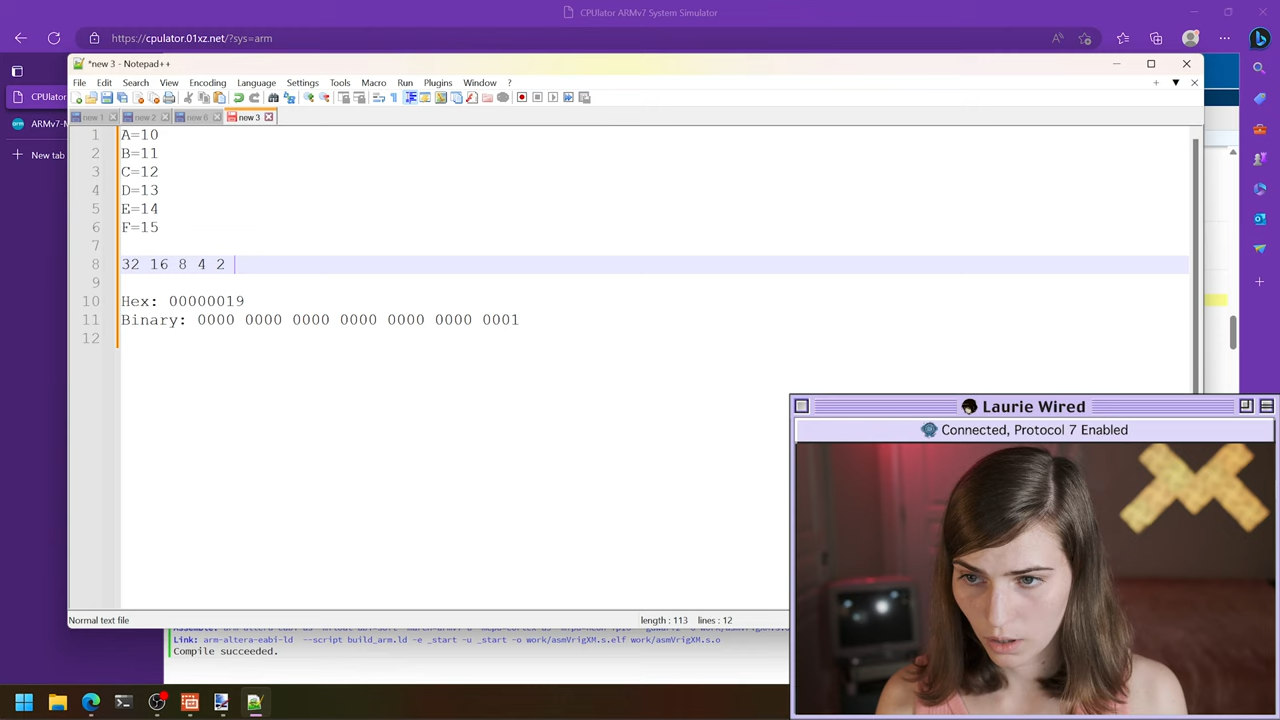 CPUlator ARMv7 System Simulator
https://cpulator.01xz.net/?sys=arm
*new 3 - Notepad++
File Edit Search View Encoding Language Settings Tools Macro Run Plugins Window ?
CPUlator
ARMv7-M
New tab
new 1
new 2
new 6
new 3
1 A=10
2 B=11
3 C=12
4 D=13
5 E=14
6 F=15
7
8 32 16 8 4 2
9
10 Hex: 00000019
11 Binary: 0000 0000 0000 0000 0000 0000 0001
12
Laurie Wired
Connected, Protocol 7 Enabled
Normal text file
length : 113 lines : 12
Link: arm-altera-eabi-ld --script build_arm.ld -e _start -u _start -o work/asmVrigXM.s.elf work/asmVrigXM.s.o
Compile succeeded.